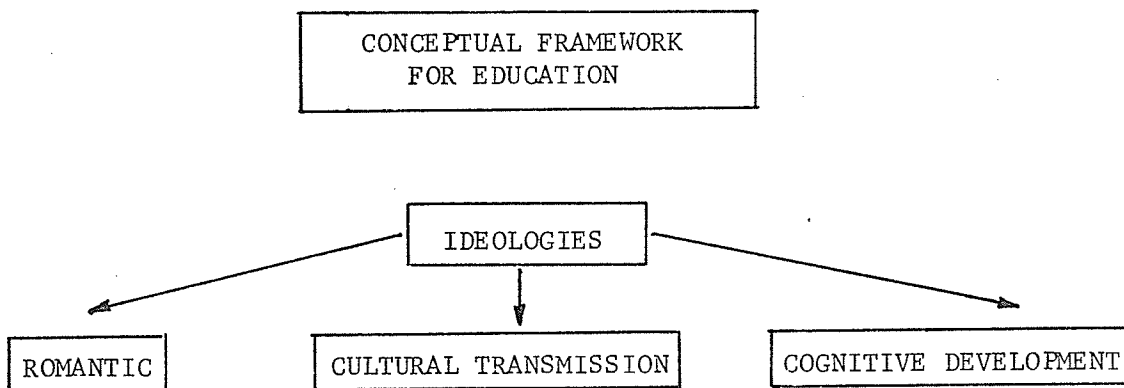 CONCEPTUAL FRAMEWORK
FOR EDUCATION
IDEOLOGIES
ROMANTIC
CULTURAL TRANSMISSION
COGNITIVE DEVELOPMENT